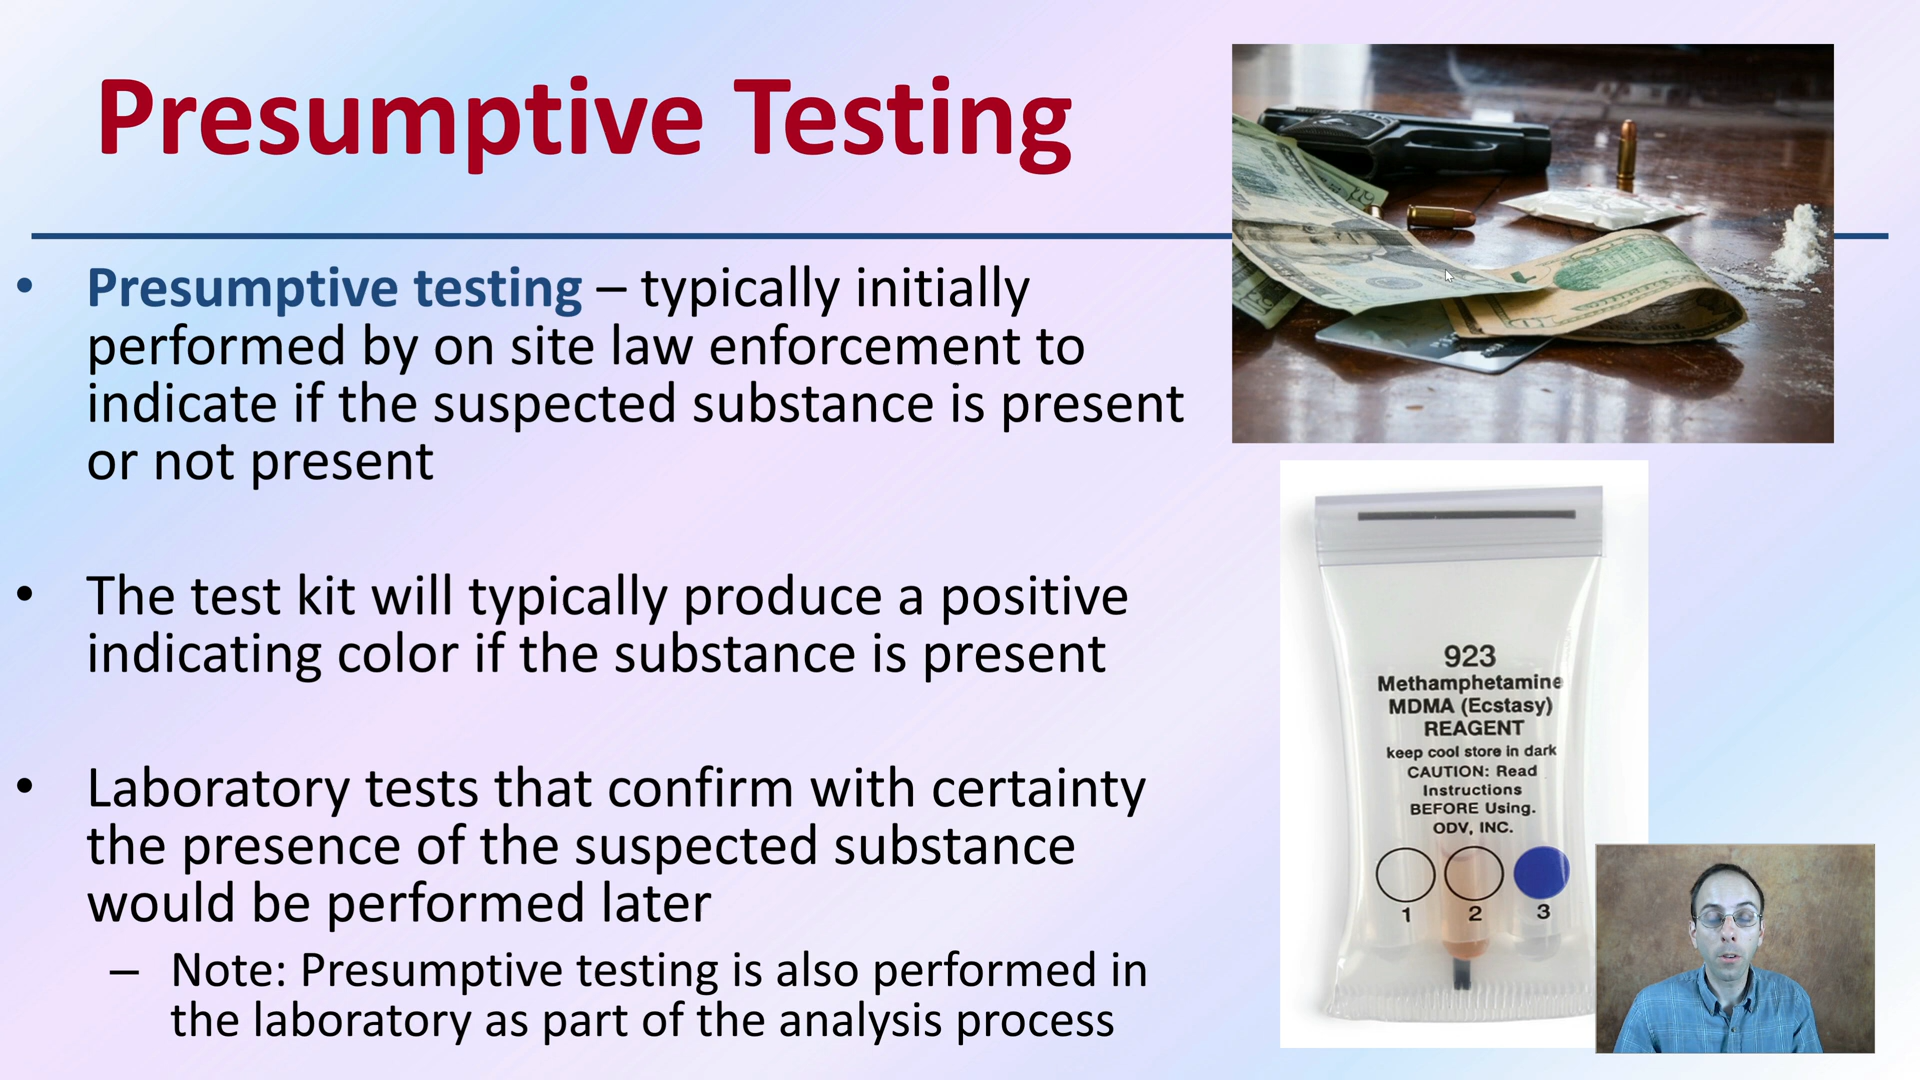 Presumptive Testing
• Presumptive testing – typically initially
performed by on site law enforcement to
indicate if the suspected substance is present
or not present
• The test kit will typically produce a positive
indicating color if the substance is present
• Laboratory tests that confirm with certainty
the presence of the suspected substance
would be performed later
– Note: Presumptive testing is also performed in
the laboratory as part of the analysis process
923
Methamphetamine
MDMA (Ecstasy)
REAGENT
keep cool store in dark
CAUTION: Read
Instructions
BEFORE Using.
ODV, INC.
1 2 3